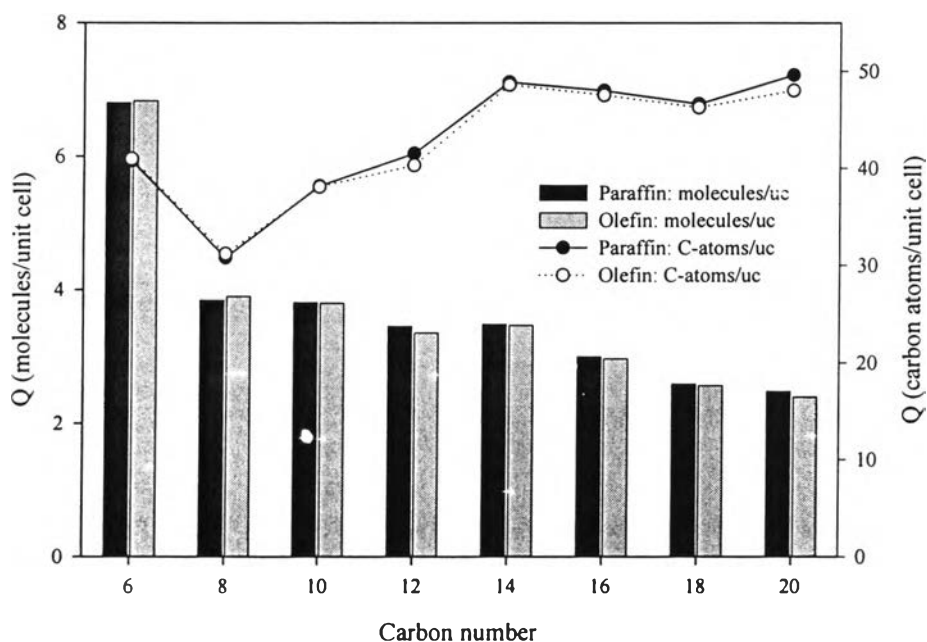 8
6
4
2
0
Q (molecules/unit cell)
50
40
30
20
10
0
Q (carbon atoms/unit cell)
Paraffin: molecules/uc
Olefin: molecules/uc
Paraffin: C-atoms/uc
Olefin: C-atoms/uc
6 8 10 12 14 16 18 20
Carbon number